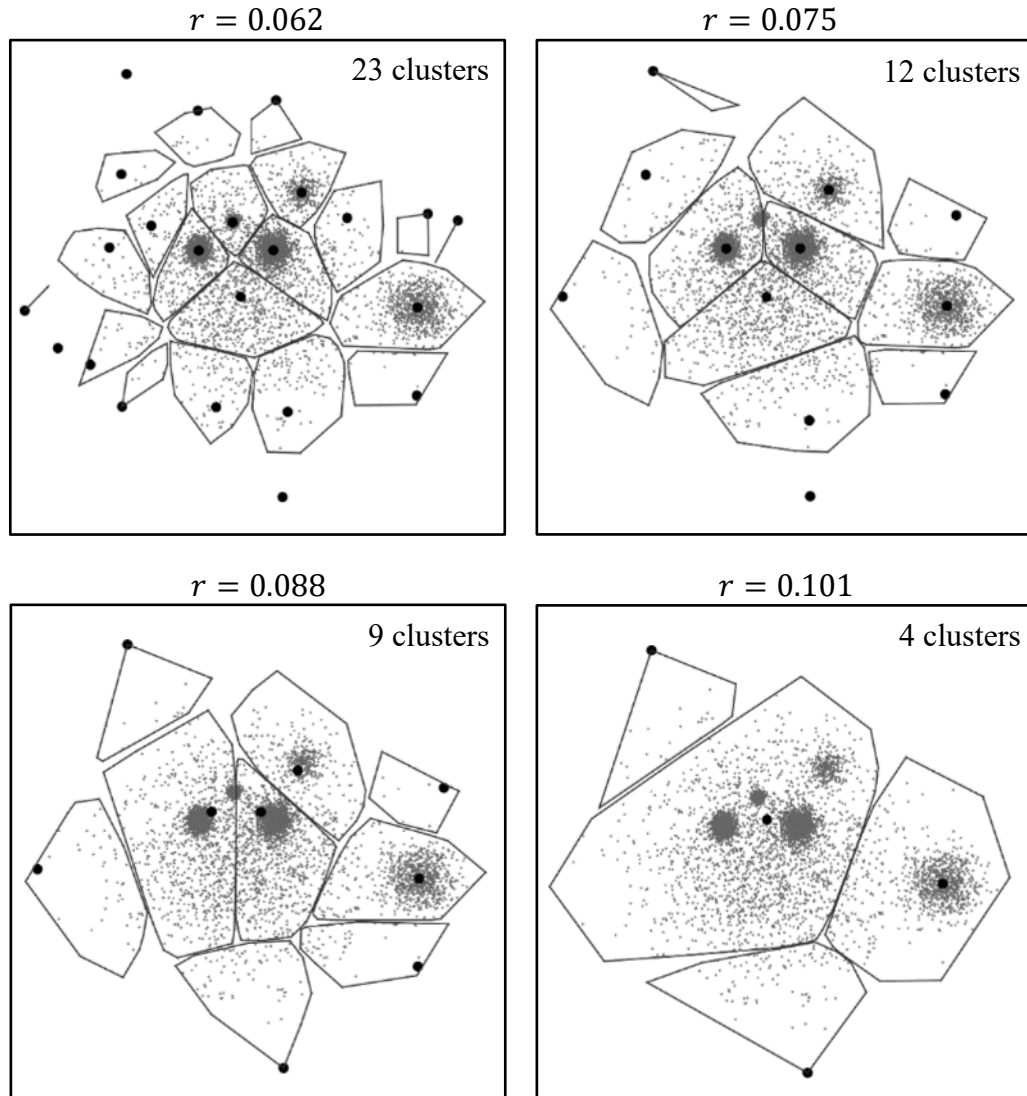 r = 0.062
23 clusters
r = 0.075
12 clusters
r = 0.088
9 clusters
r = 0.101
4 clusters